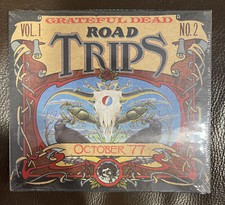 GRATEFUL DEAD
VOL.1
ROAD
NO.2
TRIPS
OCTOBER '77